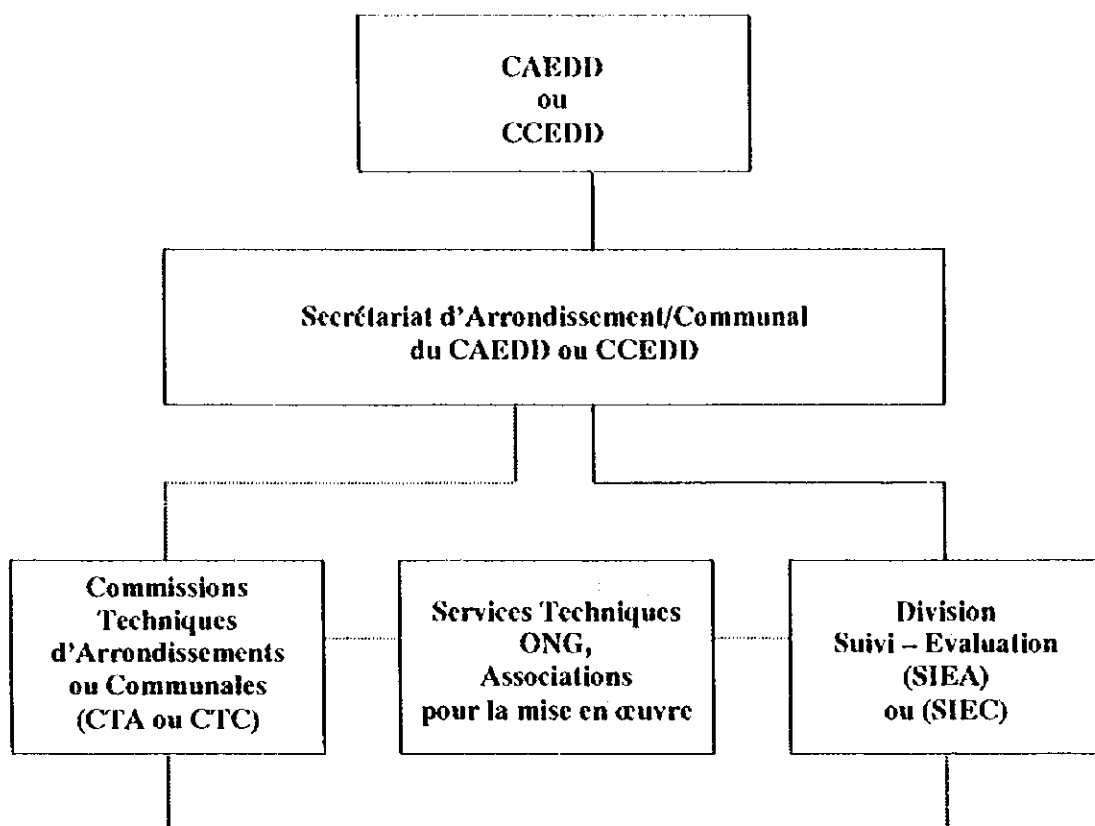 CAEDD
ou
CCEDD
Secrétariat d'Arrondissement/Communal
du CAEDD ou CCEDD
Commissions
Techniques
d'Arrondissements
ou Communales
(CTA ou CTC)
Services Techniques
ONG,
Associations
pour la mise en œuvre
Division
Suivi – Evaluation
(SIEA)
ou (SIEC)